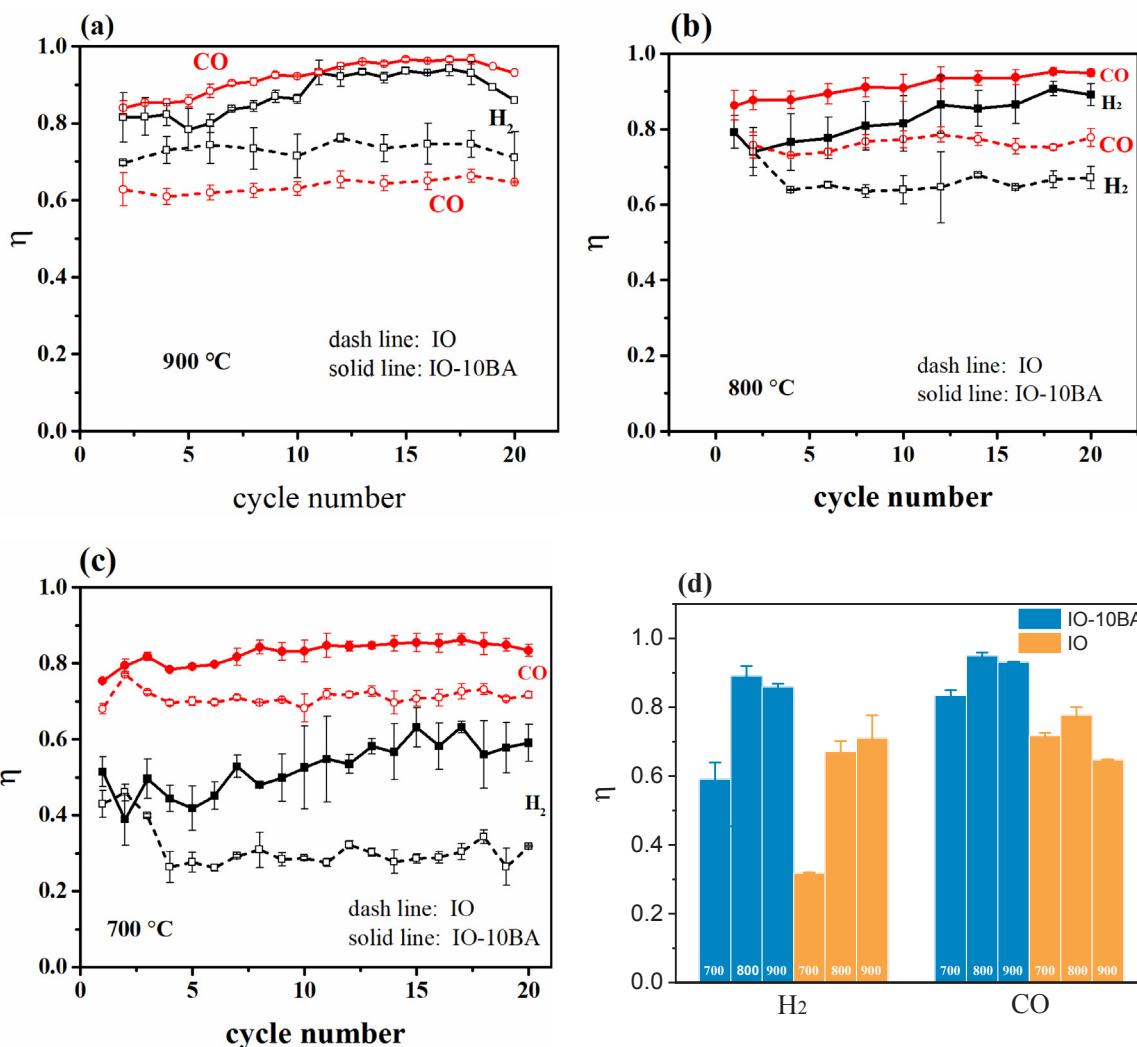 (a)
1.0
0.8
0.6
0.4
0.2
0.0
η
CO
H₂
CO
900 °C
dash line: IO
solid line: IO-10BA
0 5 10 15 20
cycle number
(b)
1.0
0.8
0.6
0.4
0.2
0.0
η
CO
H₂
CO
H₂
800 °C
dash line: IO
solid line: IO-10BA
0 5 10 15 20
cycle number
(c)
1.0
0.8
0.6
0.4
0.2
0.0
η
CO
H₂
700 °C
dash line: IO
solid line: IO-10BA
0 5 10 15 20
cycle number
(d)
IO-10BA
IO
1.0
0.8
0.6
0.4
0.2
0.0
η
700 800 900 700 800 900 700 800 900 700 800 900
H₂ CO